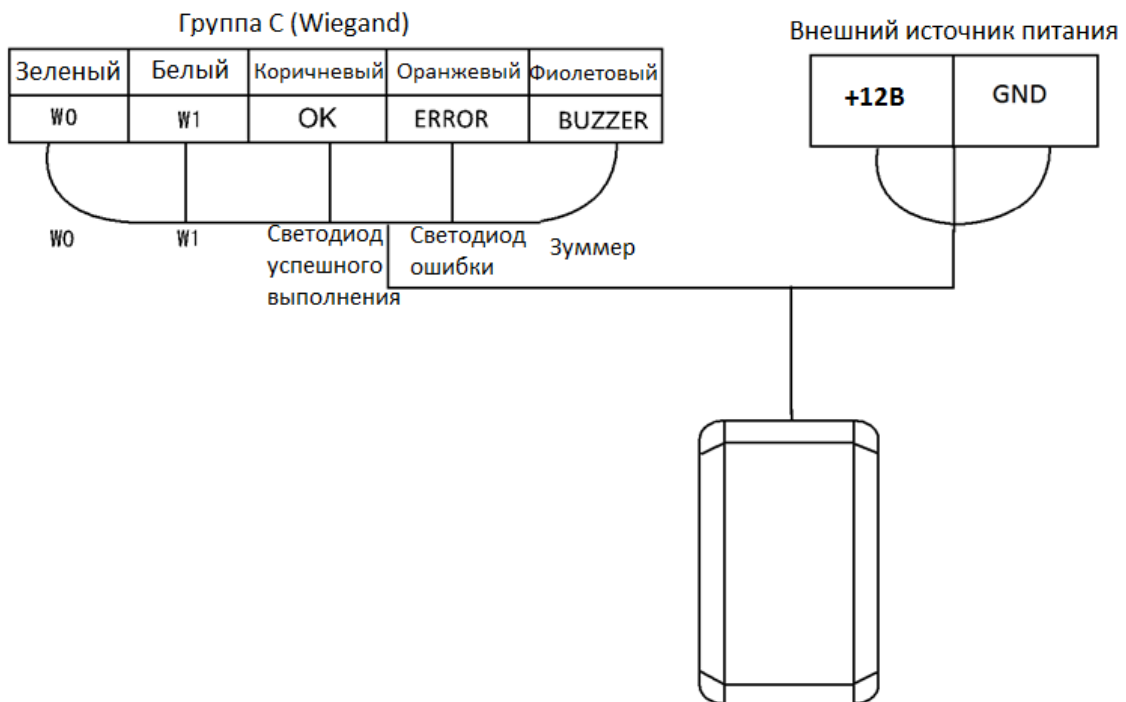 Группа C (Wiegand)
Внешний источник питания
Зеленый Белый Коричневый Оранжевый Фиолетовый
W0 W1 OK ERROR BUZZER
+12В GND
W0 W1 Светодиод успешного выполнения Светодиод ошибки Зуммер